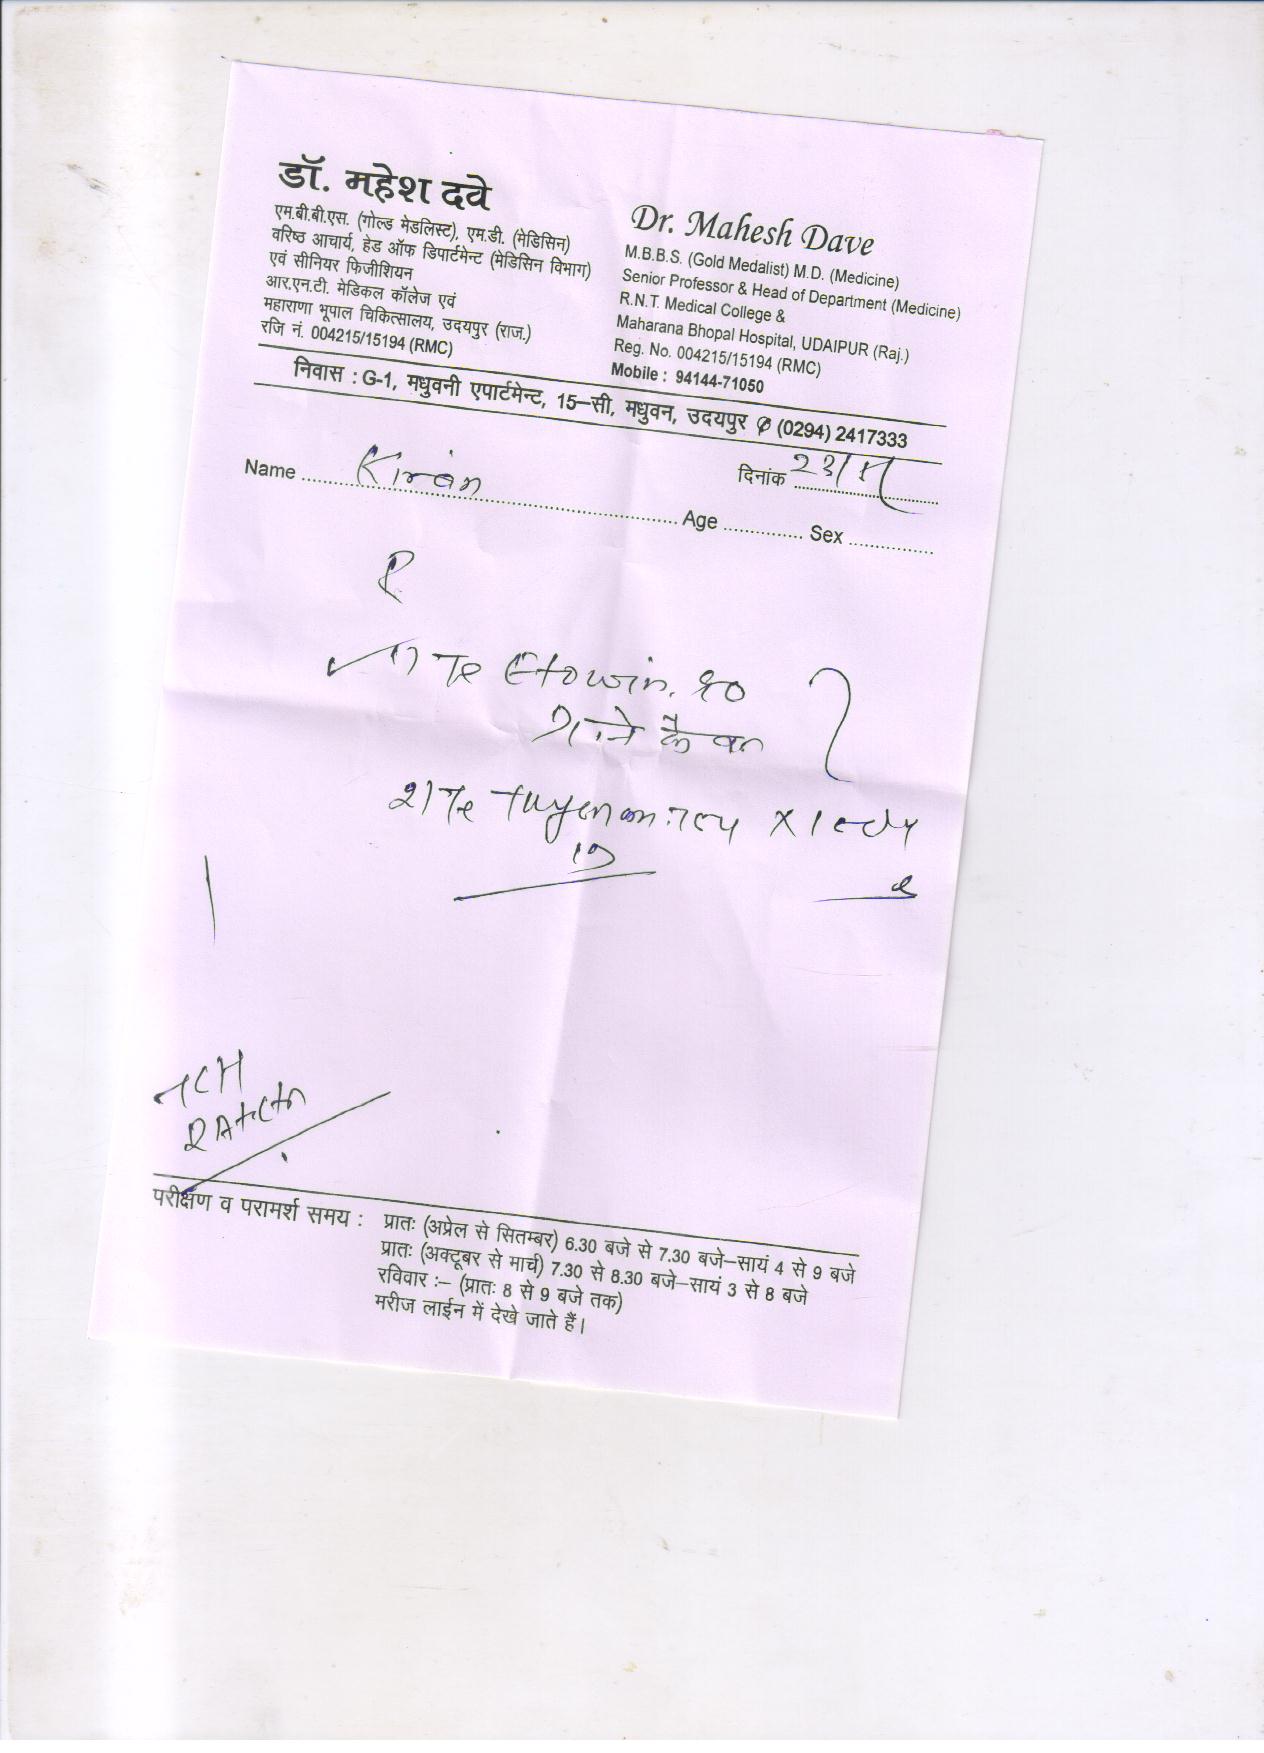 डॉ. महेश दवे
एम.बी.बी.एस. (गोल्ड मेडलिस्ट), एम.डी. (मेडिसिन)
वरिष्ठ आचार्य, हेड ऑफ डिपार्टमेन्ट (मेडिसिन विभाग)
एवं सीनियर फिजीशियन
आर.एन.टी. मेडिकल कॉलेज एवं
महाराणा भूपाल चिकित्सालय, उदयपुर (राज.)
रजि नं. 004215/15194 (RMC)
Dr. Mahesh Dave
M.B.B.S. (Gold Medalist) M.D. (Medicine)
Senior Professor & Head of Department (Medicine)
R.N.T. Medical College &
Maharana Bhopal Hospital, UDAIPUR (Raj.)
Reg. No. 004215/15194 (RMC)
Mobile : 94144-71050
निवास : G-1, मधुवनी एपार्टमेन्ट, 15–सी, मधुवन, उदयपुर ✆ (0294) 2417333
Name Kiran दिनांक
Age Sex
1) Etowin.
2)
परीक्षण व परामर्श समय : प्रातः (अप्रेल से सितम्बर) 6.30 बजे से 7.30 बजे–सायं 4 से 9 बजे
प्रातः (अक्टूबर से मार्च) 7.30 से 8.30 बजे–सायं 3 से 8 बजे
रविवार :– (प्रातः 8 से 9 बजे तक)
मरीज लाईन में देखे जाते हैं।